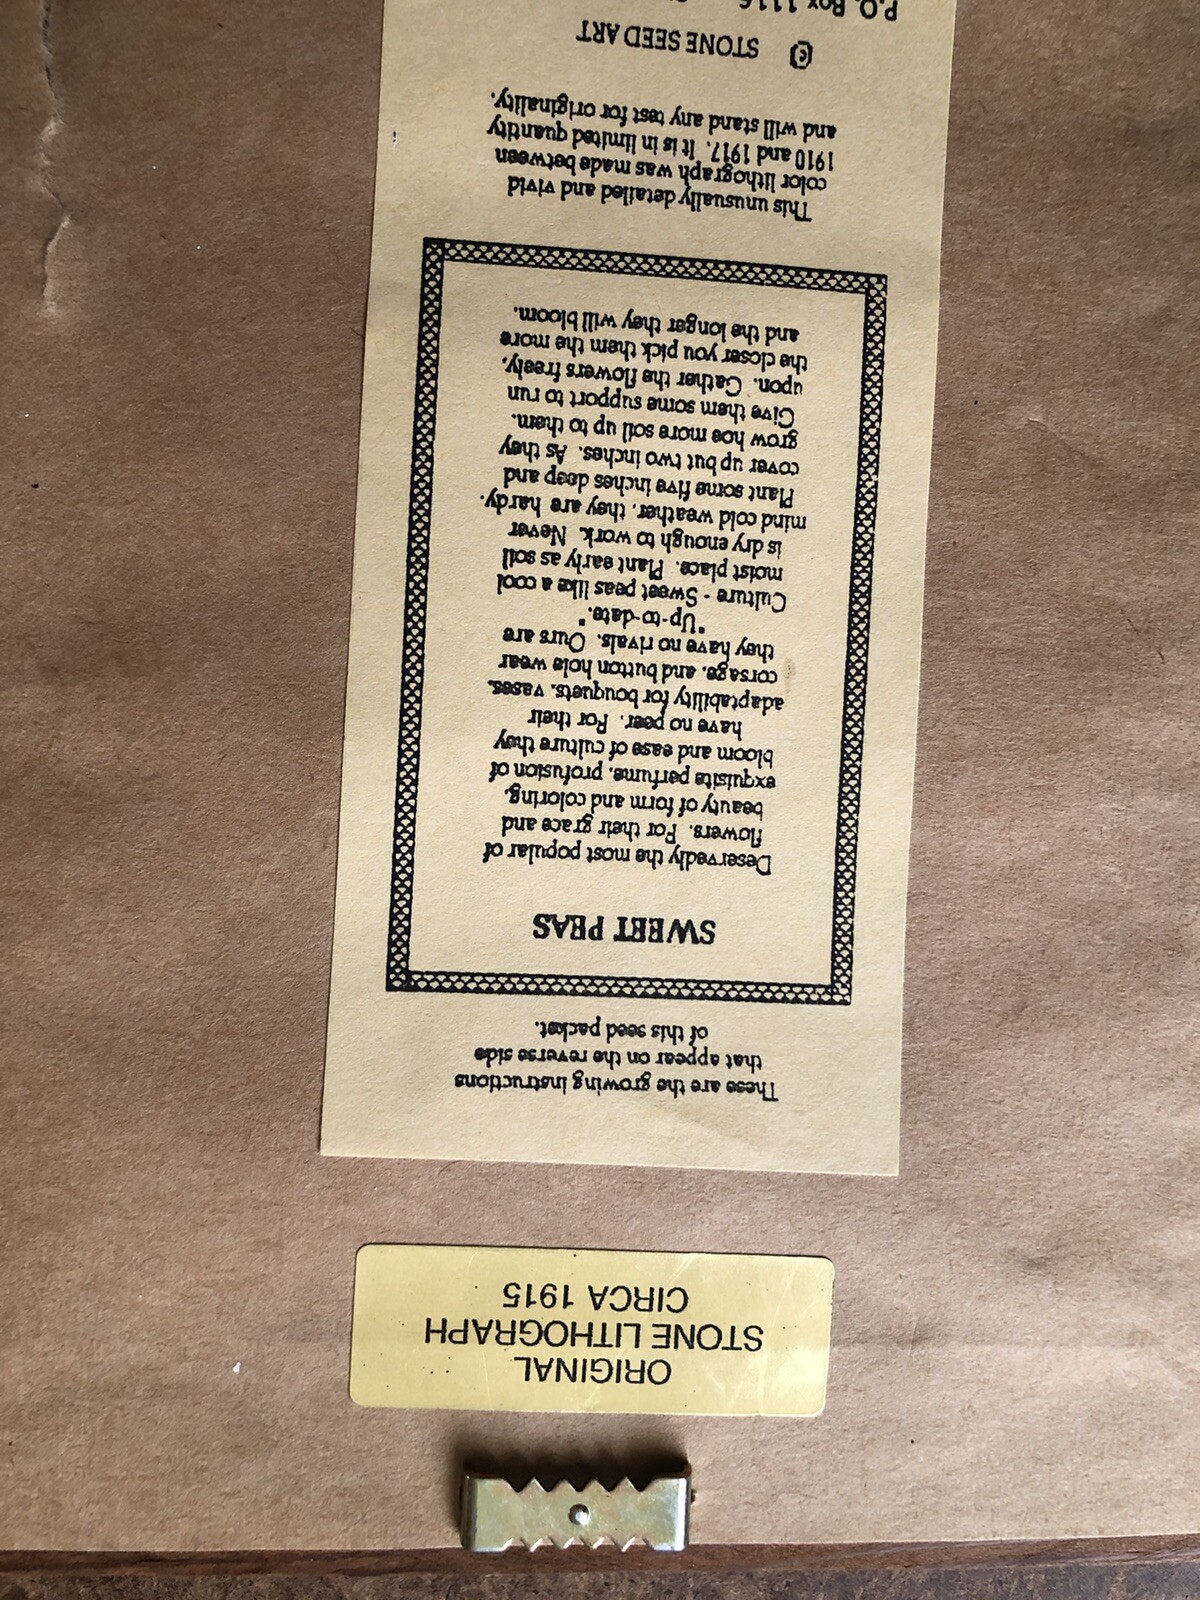 ORIGINAL
STONE LITHOGRAPH
CIRCA 1915
These are the growing instructions
that appear on the reverse side
of this seed packet.
SWEET PEAS
Deservedly the most popular of
flowers. For their grace and
beauty of form and coloring,
exquisite perfume, profusion of
bloom and ease of culture they
have no peer. For their
adaptability for bouquets, vases,
corsage, and button hole wear
they have no rivals. Ours are
"Up-to-date."
Culture - Sweet peas like a cool
moist place. Plant early as soil
is dry enough to work. Never
mind cold weather, they are hardy.
Plant some five inches deep and
cover up but two inches. As they
grow hoe more soil up to them.
Give them some support to run
upon. Gather the flowers freely,
the closer you pick them the more
and the longer they will bloom.
This unusually detailed and vivid
color lithograph was made between
1910 and 1917. It is in limited quantity
and will stand any test for originality.
© STONE SEED ART
P.O. Box 1116